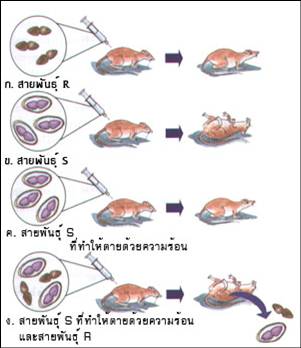 ก. สายพันธุ์ R
ข. สายพันธุ์ S
ค. สายพันธุ์ S
ที่ทำให้ตายด้วยความร้อน
ง. สายพันธุ์ S ที่ทำให้ตายด้วยความร้อน
และสายพันธุ์ R